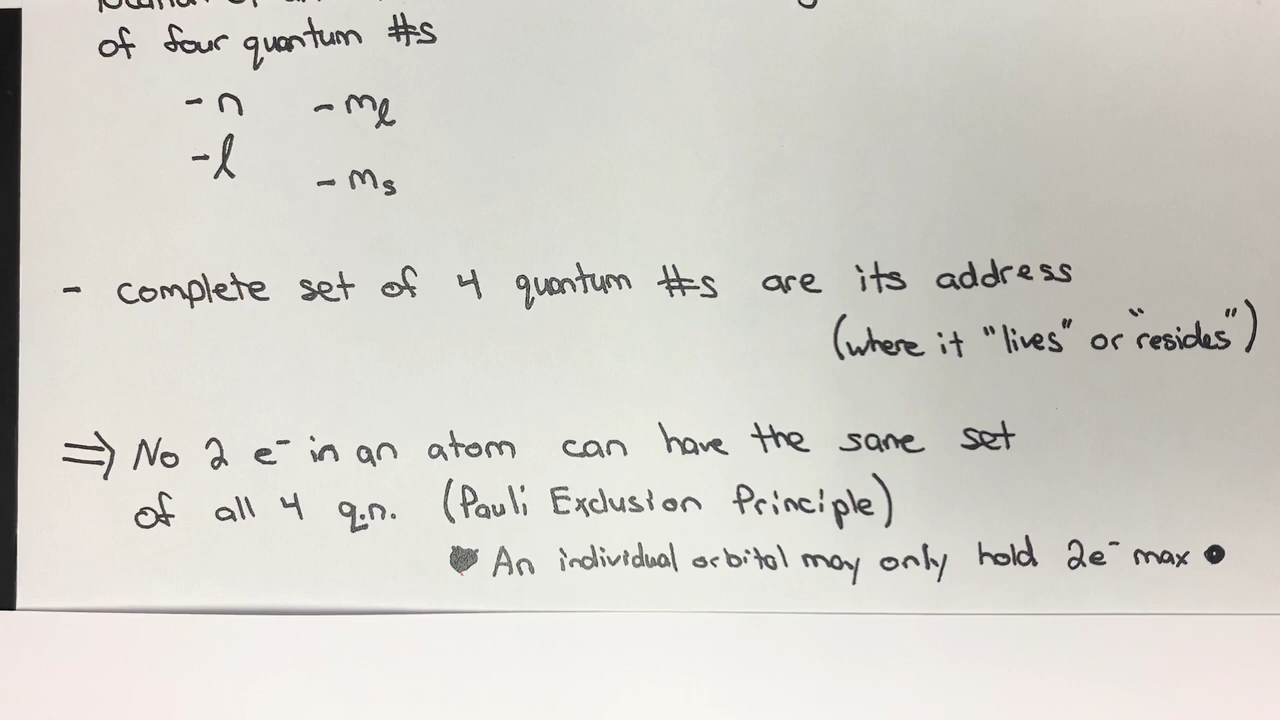 of four quantum #s
- n - mℓ
- ℓ - ms
- complete set of 4 quantum #s are its address
(where it "lives" or "resides")
⇒ No 2 e⁻ in an atom can have the same set
of all 4 q.n. (Pauli Exclusion Principle)
An individual orbital may only hold 2e⁻ max